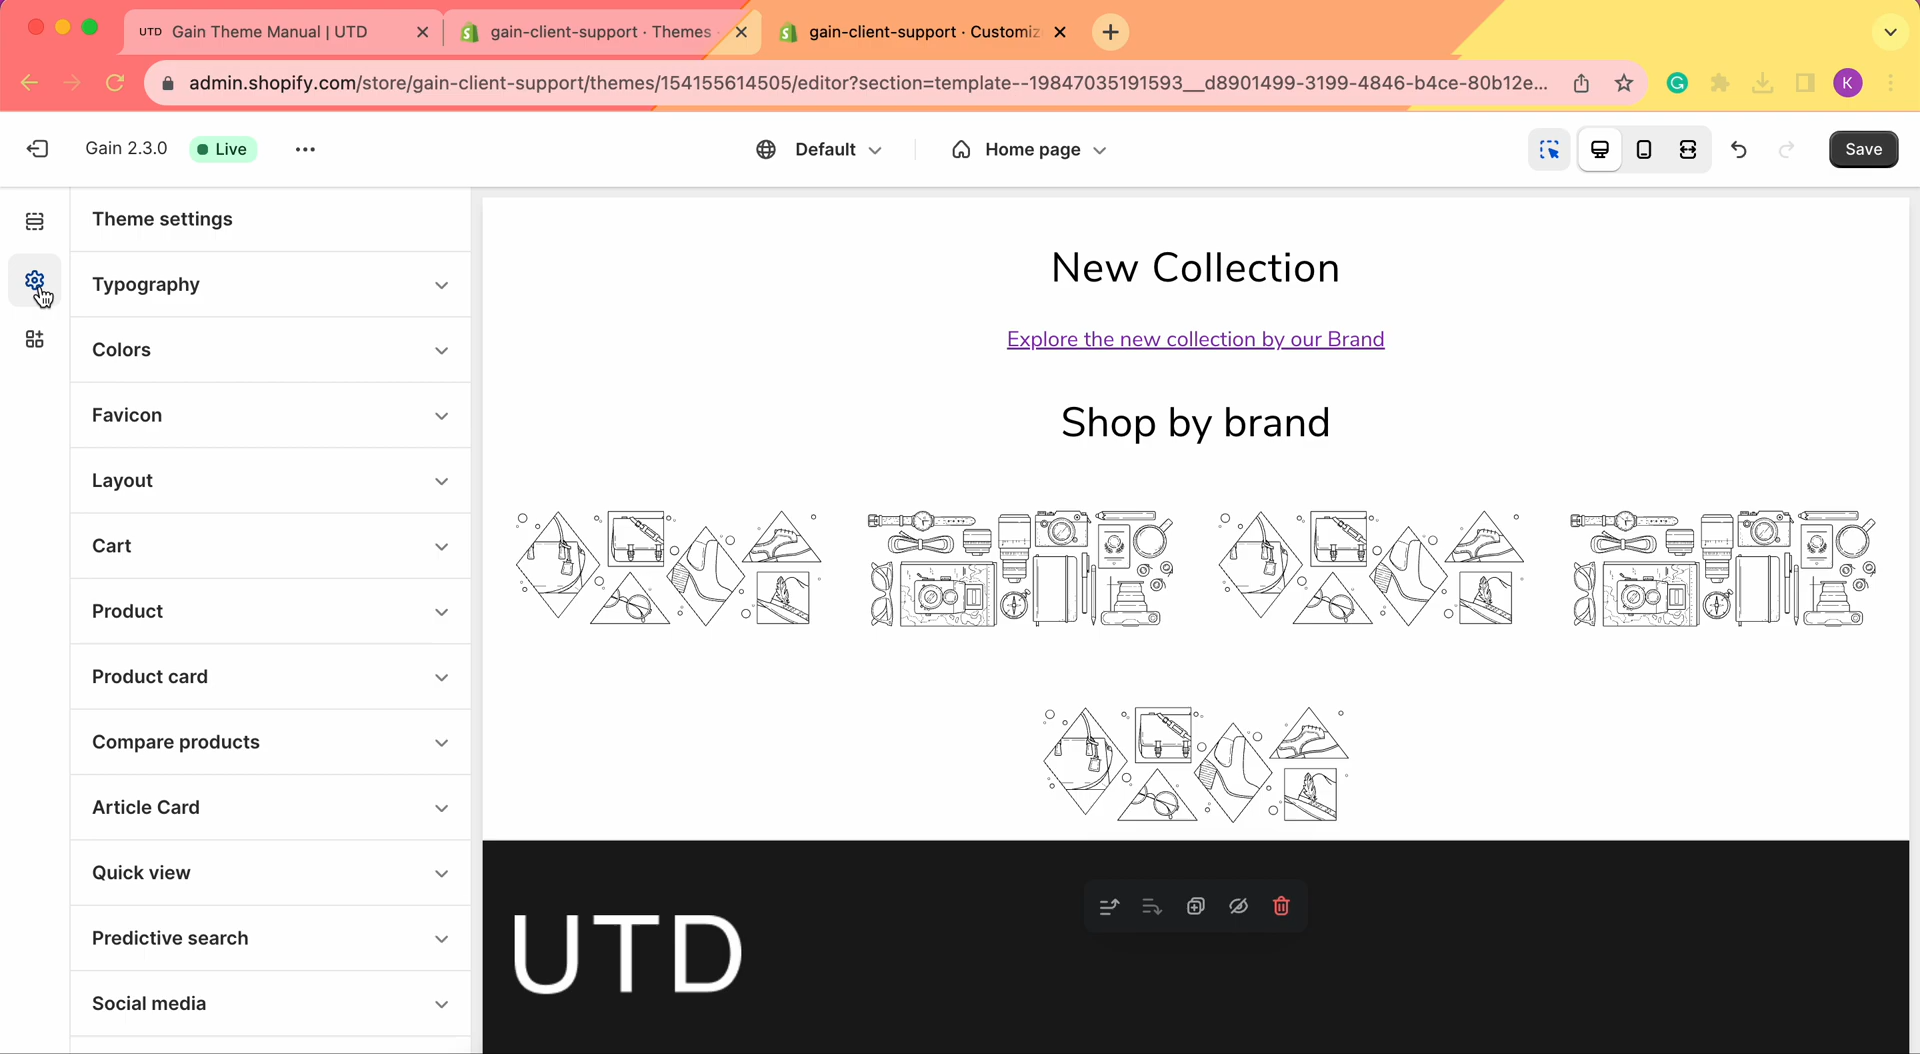 UTD Gain Theme Manual | UTD
gain-client-support · Themes ·
gain-client-support · Customiz
admin.shopify.com/store/gain-client-support/themes/154155614505/editor?section=template--19847035191593__d8901499-3199-4846-b4ce-80b12e...
K
Gain 2.3.0
Live
Default
Home page
Save
Theme settings
Typography
Colors
Favicon
Layout
Cart
Product
Product card
Compare products
Article Card
Quick view
Predictive search
Social media
New Collection
Explore the new collection by our Brand
Shop by brand
UTD